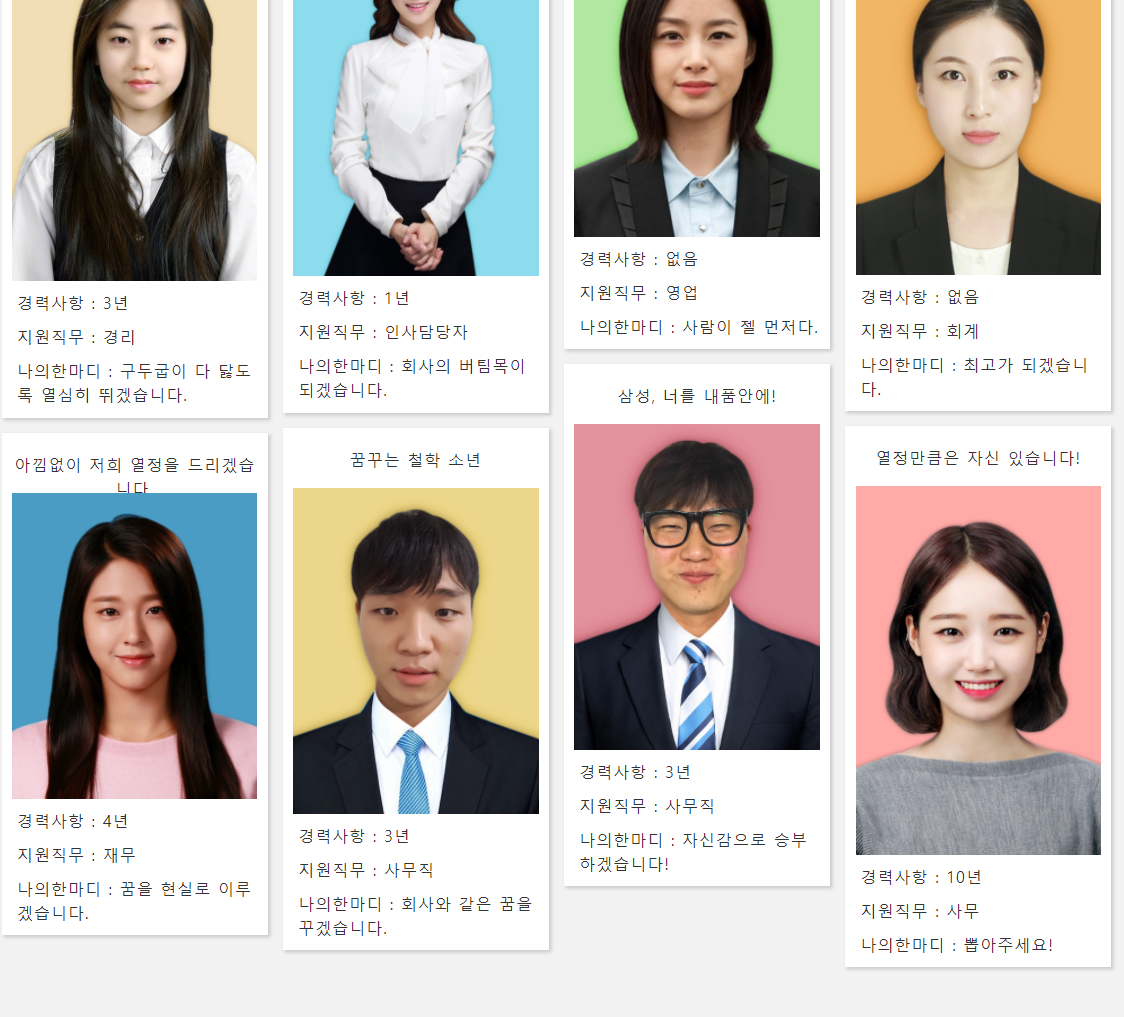 경력사항 : 3년
지원직무 : 경리
나의한마디 : 구두굽이 다 닳도
록 열심히 뛰겠습니다.
경력사항 : 1년
지원직무 : 인사담당자
나의한마디 : 회사의 버팀목이
되겠습니다.
경력사항 : 없음
지원직무 : 영업
나의한마디 : 사람이 젤 먼저다.
경력사항 : 없음
지원직무 : 회계
나의한마디 : 최고가 되겠습니
다.
아낌없이 저희 열정을 드리겠습
니다
경력사항 : 4년
지원직무 : 재무
나의한마디 : 꿈을 현실로 이루
겠습니다.
꿈꾸는 철학 소년
경력사항 : 3년
지원직무 : 사무직
나의한마디 : 회사와 같은 꿈을
꾸겠습니다.
삼성, 너를 내품안에!
경력사항 : 3년
지원직무 : 사무직
나의한마디 : 자신감으로 승부
하겠습니다!
열정만큼은 자신 있습니다!
경력사항 : 10년
지원직무 : 사무
나의한마디 : 뽑아주세요!